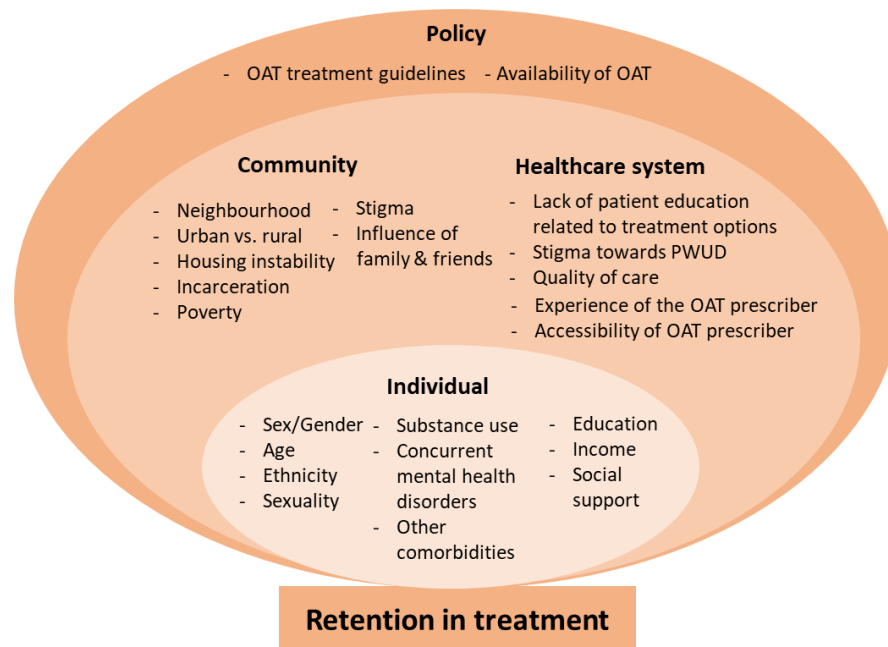 Policy
- OAT treatment guidelines - Availability of OAT
Community
- Neighbourhood
- Urban vs. rural
- Housing instability
- Incarceration
- Poverty
- Stigma
- Influence of
family & friends
Healthcare system
- Lack of patient education
related to treatment options
- Stigma towards PWUD
- Quality of care
- Experience of the OAT prescriber
- Accessibility of OAT prescriber
Individual
- Sex/Gender
- Age
- Ethnicity
- Sexuality
- Substance use
- Concurrent
mental health
disorders
- Other
comorbidities
- Education
- Income
- Social
support
Retention in treatment